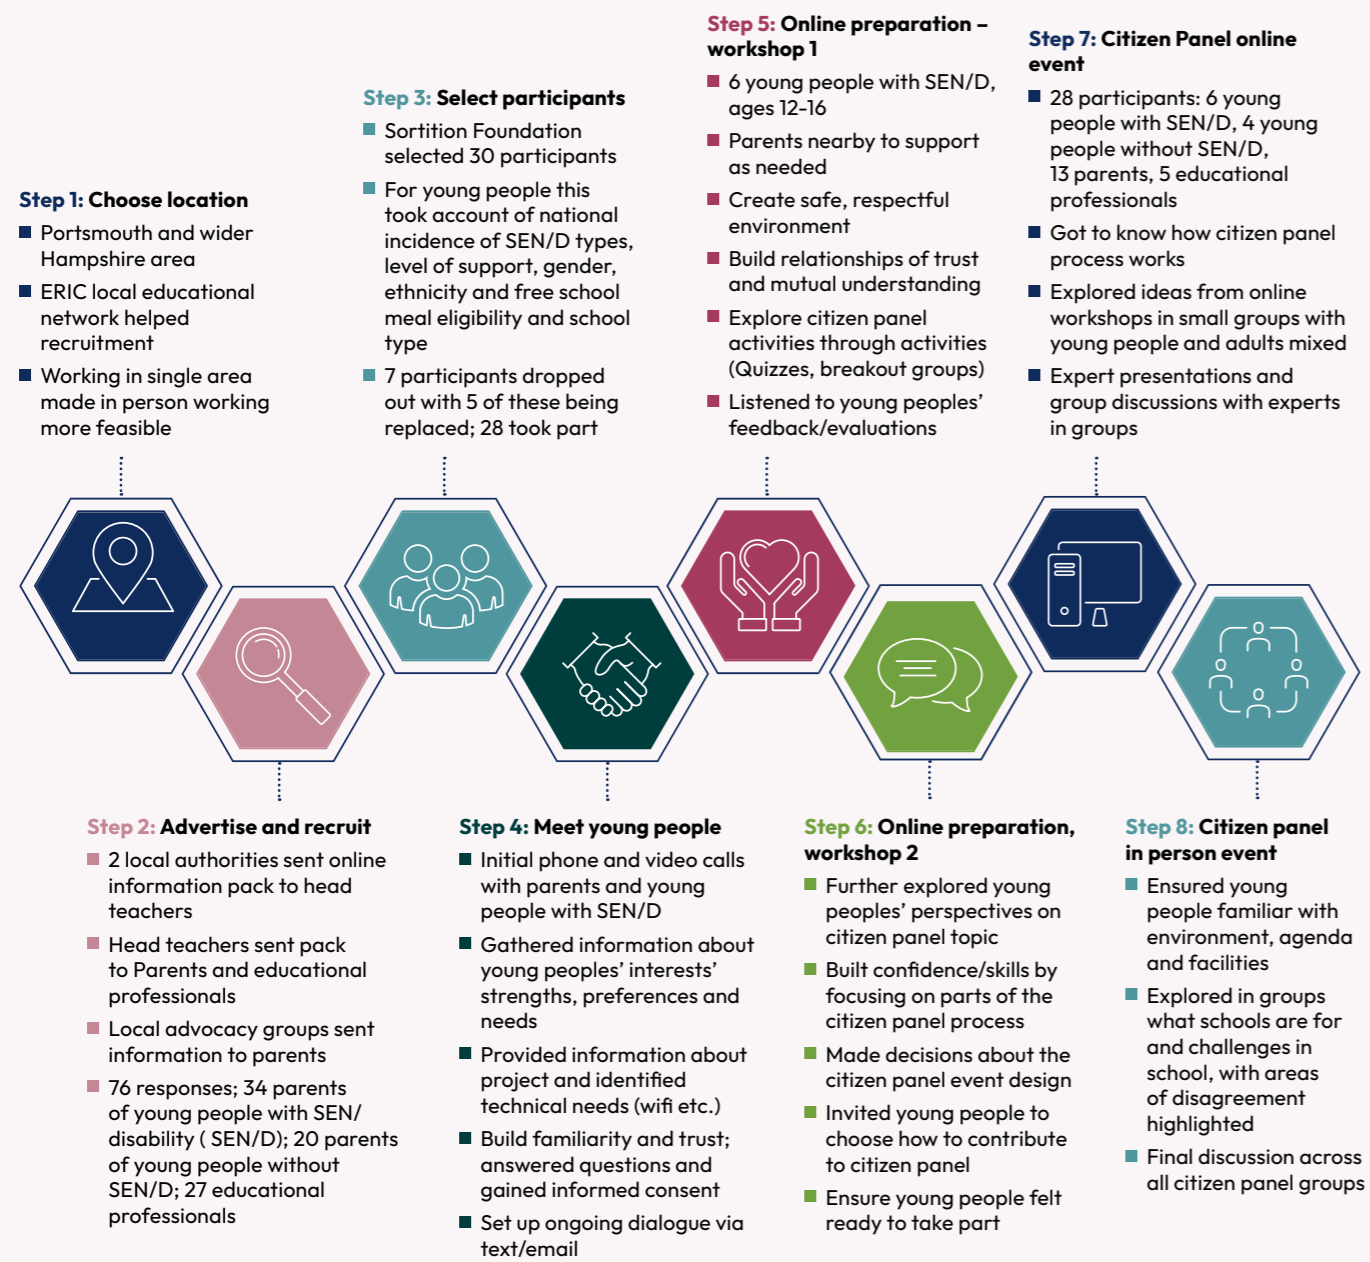 Step 1: Choose location
Portsmouth and wider
Hampshire area
ERIC local educational
network helped
recruitment
Working in single area
made in person working
more feasible
Step 2: Advertise and recruit
2 local authorities sent online
information pack to head
teachers
Head teachers sent pack
to Parents and educational
professionals
Local advocacy groups sent
information to parents
76 responses; 34 parents
of young people with SEN/
disability ( SEN/D); 20 parents
of young people without
SEN/D; 27 educational
professionals
Step 3: Select participants
Sortition Foundation
selected 30 participants
For young people this
took account of national
incidence of SEN/D types,
level of support, gender,
ethnicity and free school
meal eligibility and school
type
7 participants dropped
out with 5 of these being
replaced; 28 took part
Step 4: Meet young people
Initial phone and video calls
with parents and young
people with SEN/D
Gathered information about
young peoples’ interests’
strengths, preferences and
needs
Provided information about
project and identified
technical needs (wifi etc.)
Build familiarity and trust;
answered questions and
gained informed consent
Set up ongoing dialogue via
text/email
Step 5: Online preparation –
workshop 1
6 young people with SEN/D,
ages 12-16
Parents nearby to support
as needed
Create safe, respectful
environment
Build relationships of trust
and mutual understanding
Explore citizen panel
activities through activities
(Quizzes, breakout groups)
Listened to young peoples’
feedback/evaluations
Step 6: Online preparation,
workshop 2
Further explored young
peoples’ perspectives on
citizen panel topic
Built confidence/skills by
focusing on parts of the
citizen panel process
Made decisions about the
citizen panel event design
Invited young people to
choose how to contribute
to citizen panel
Ensure young people felt
ready to take part
Step 7: Citizen Panel online
event
28 participants: 6 young
people with SEN/D, 4 young
people without SEN/D,
13 parents, 5 educational
professionals
Got to know how citizen panel
process works
Explored ideas from online
workshops in small groups with
young people and adults mixed
Expert presentations and
group discussions with experts
in groups
Step 8: Citizen panel
in person event
Ensured young
people familiar with
environment, agenda
and facilities
Explored in groups
what schools are for
and challenges in
school, with areas
of disagreement
highlighted
Final discussion across
all citizen panel groups